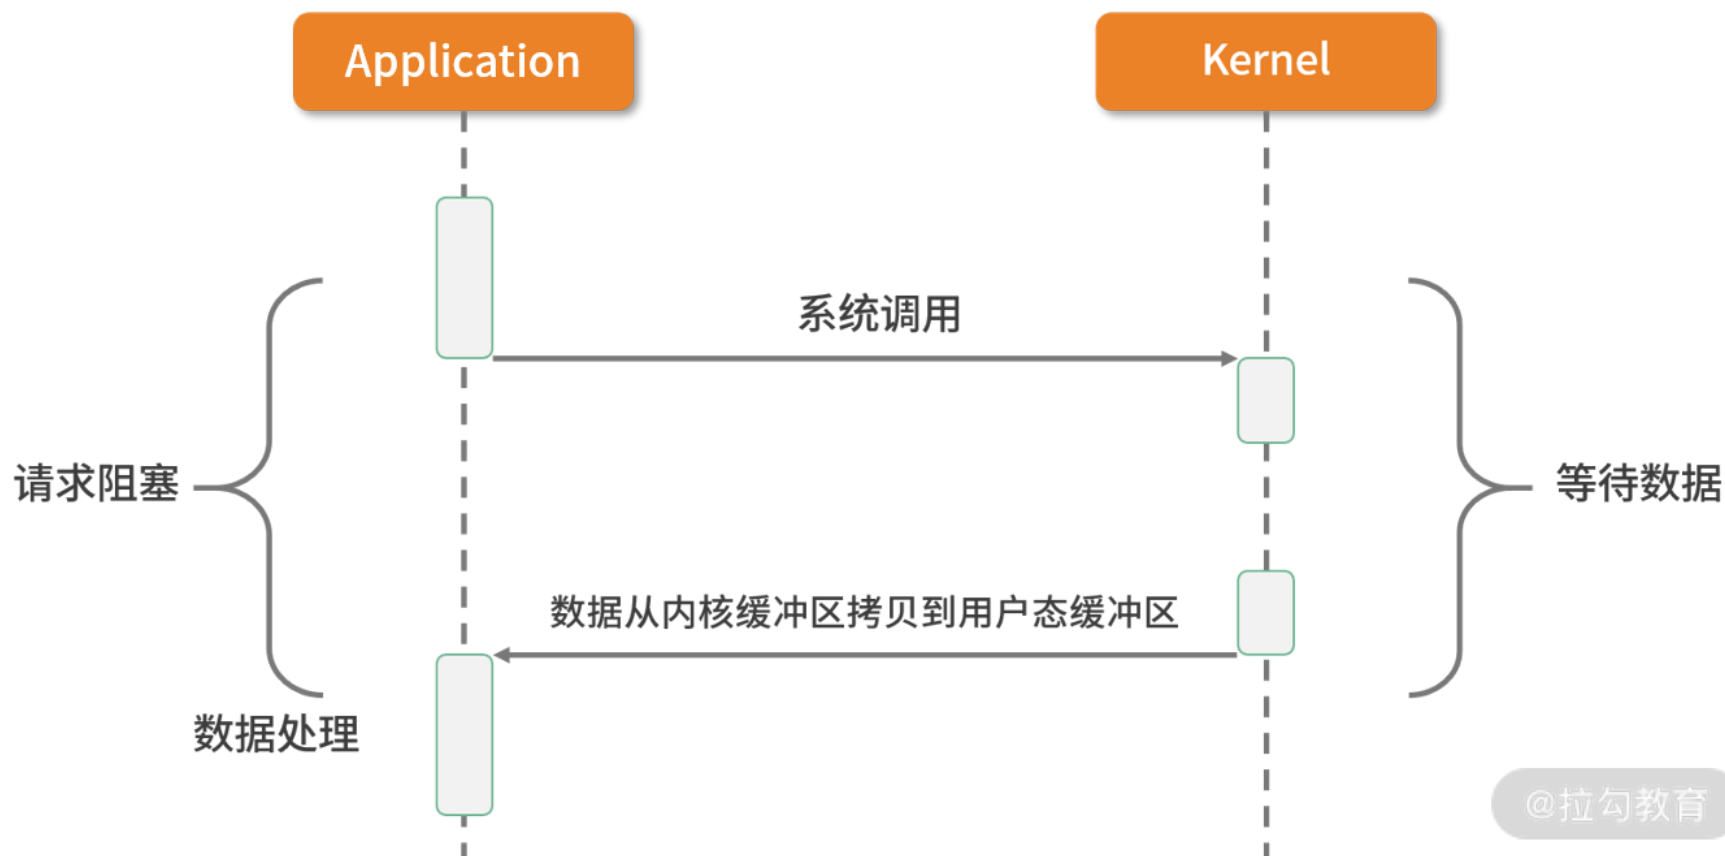 Application
Kernel
系统调用
请求阻塞
等待数据
数据从内核缓冲区拷贝到用户态缓冲区
数据处理
@拉勾教育